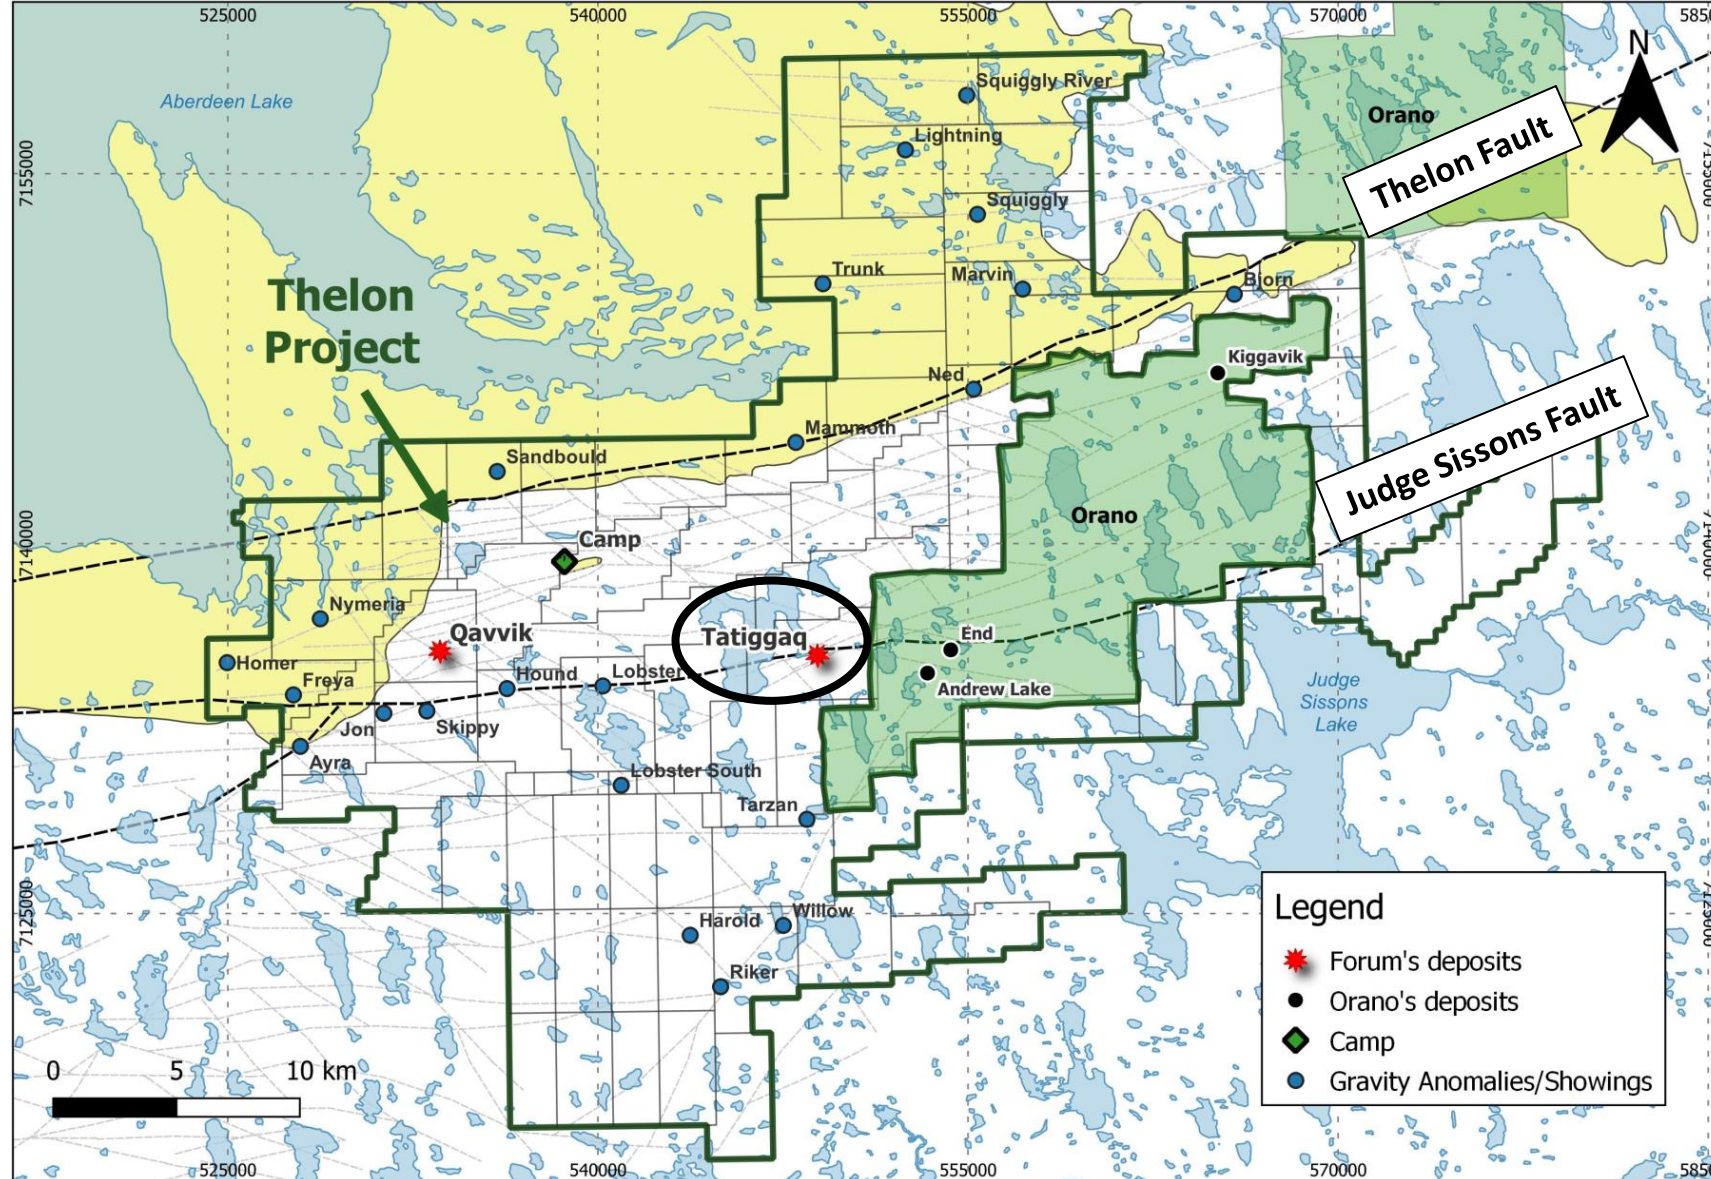 525000
540000
555000
570000
585
N
Squiggly River
Aberdeen Lake
Orano
Lightning
Thelon Fault
7155000
Squiggly
Trunk
Marvin
Bjorn
Thelon
Project
Kiggavik
Ned
Mammoth
Sandbould
Judge Sissons Fault
Orano
7140000
Camp
Nymeria
Qavvik
Tatiggaq
End
Homer
Freya
Hound
Lobster
Andrew Lake
Judge
Sissons
Lake
Jon
Skippy
Ayra
Lobster South
Tarzan
7125000
Harold
Willow
Riker
Legend
Forum's deposits
Orano's deposits
Camp
Gravity Anomalies/Showings
0 5 10 km
525000
540000
555000
570000
585